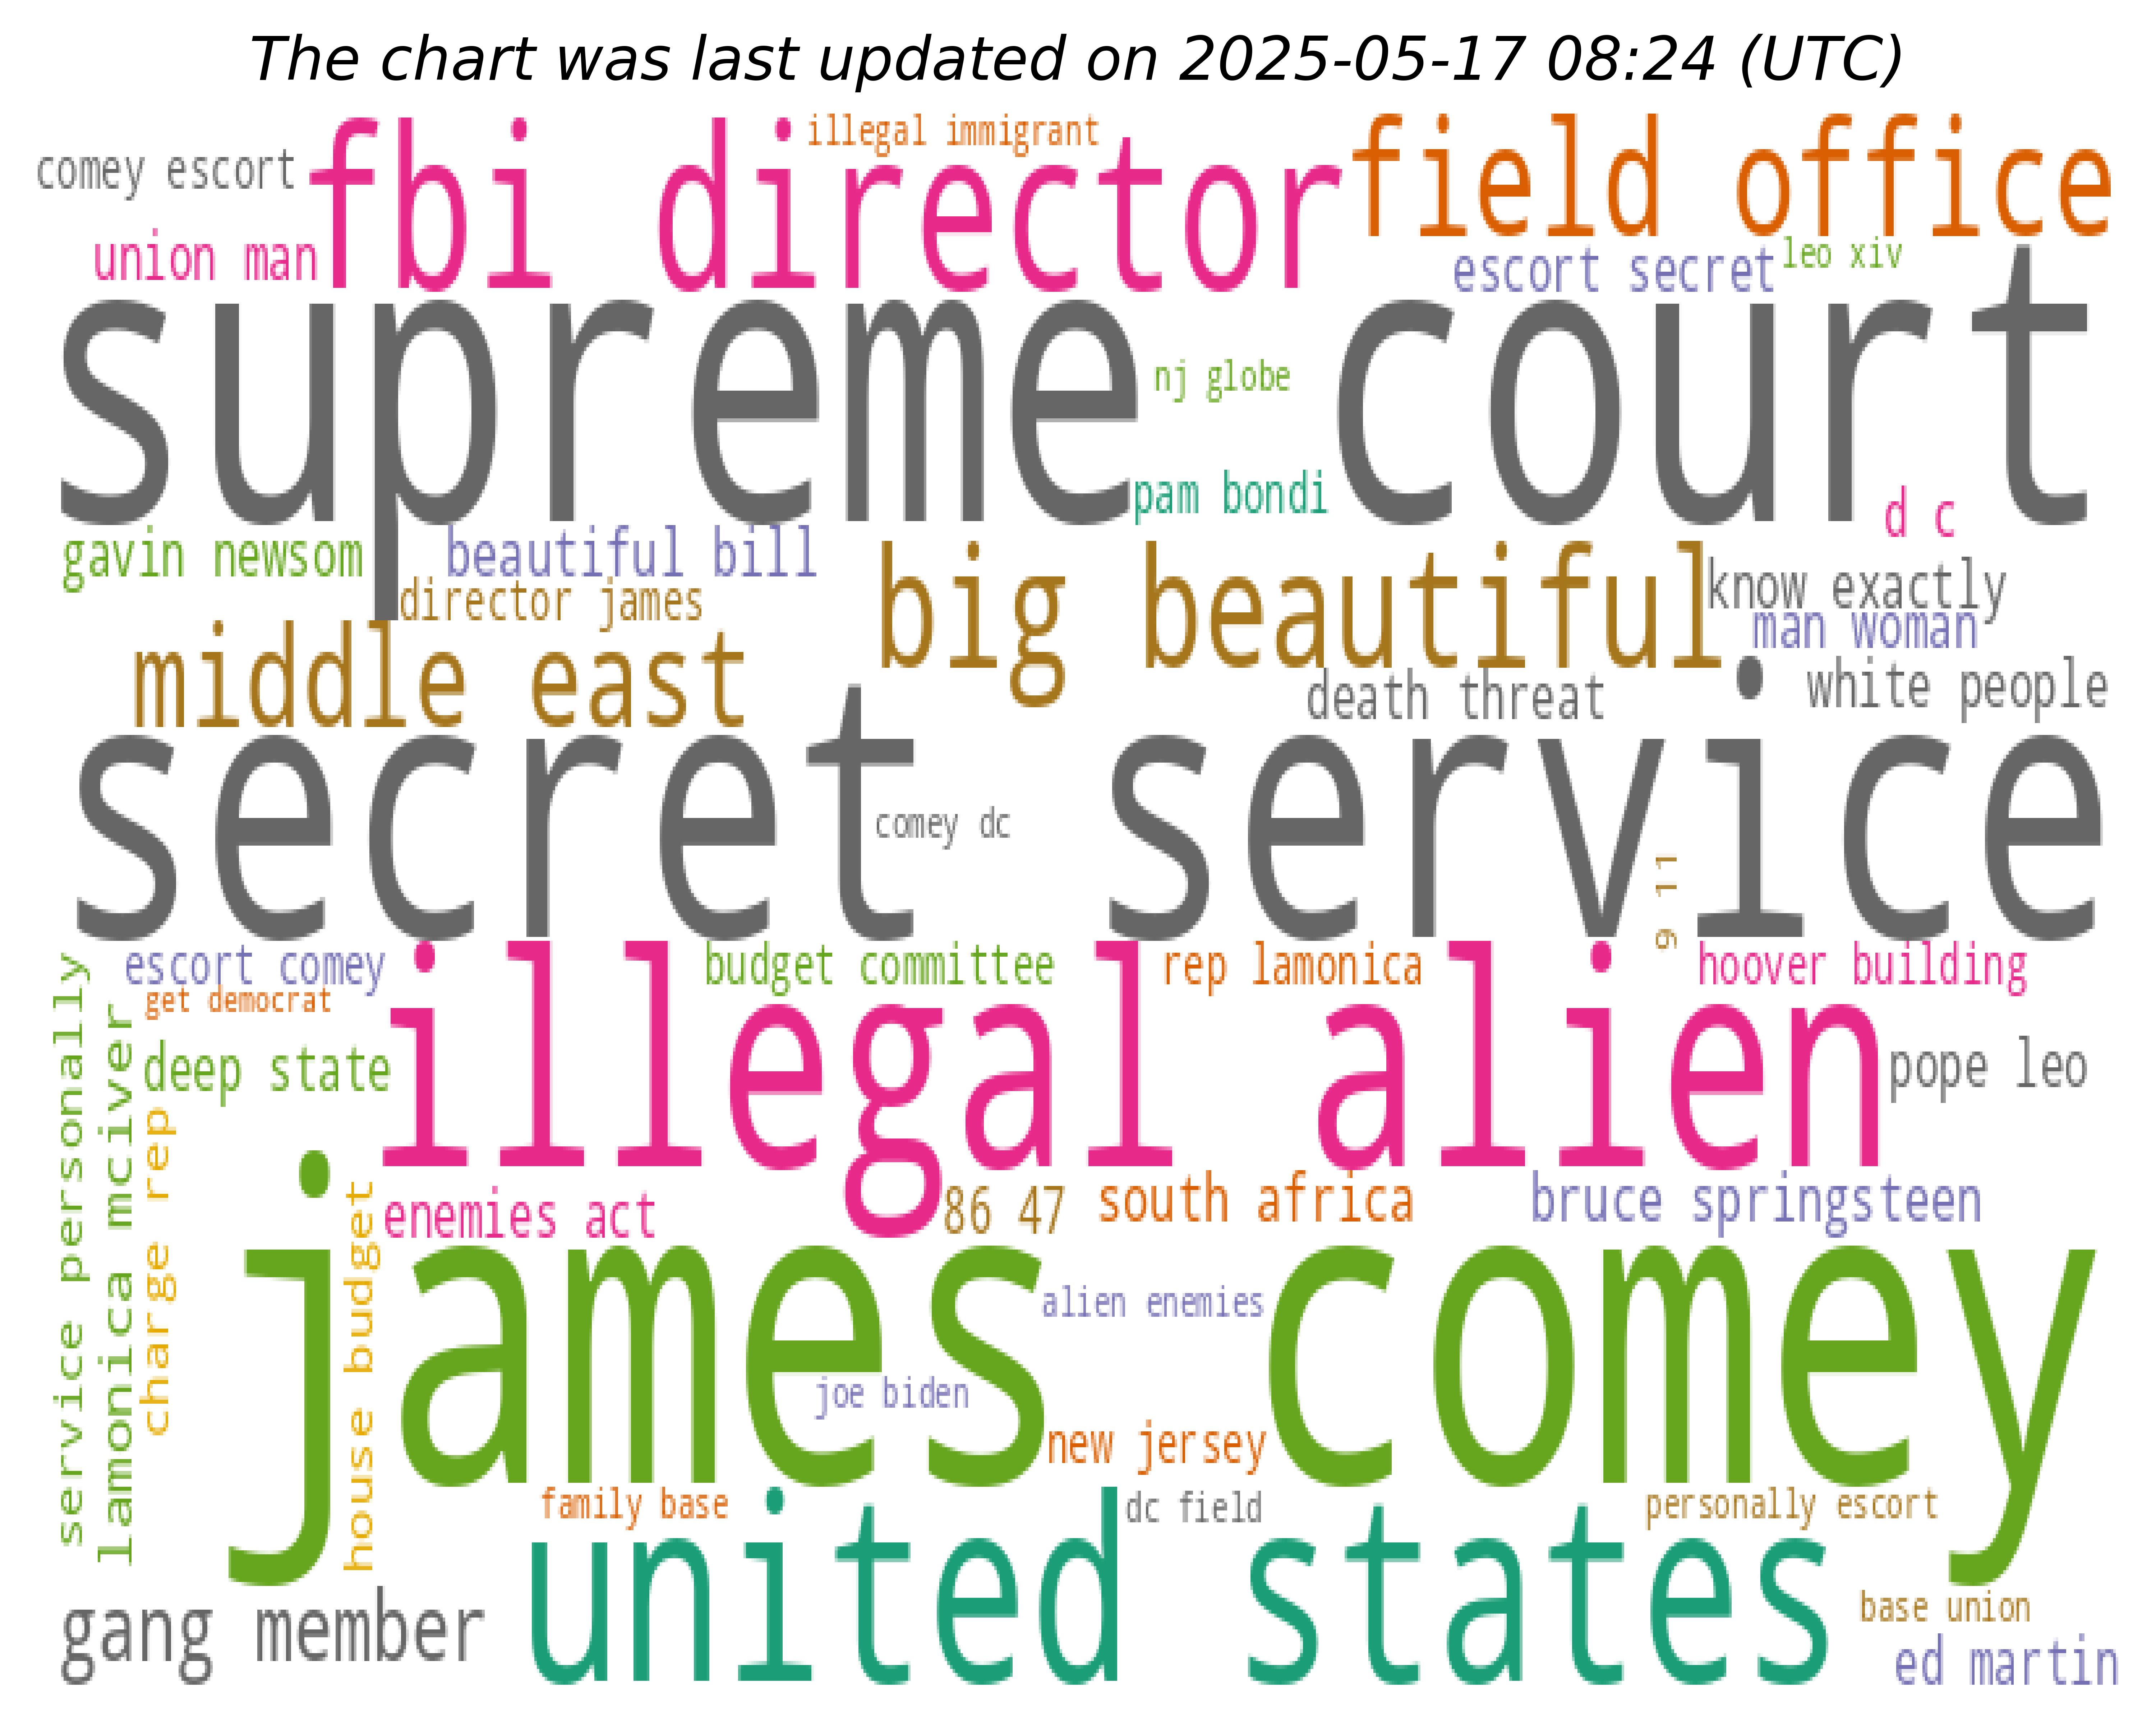 The chart was last updated on 2025-05-17 08:24 (UTC)
illegal immigrant
fbi director
field office
comey escort
union man
escort secret
leo xiv
supreme court
nj globe
pam bondi
d c
gavin newsom
beautiful bill
big beautiful
know exactly
director james
man woman
middle east
death threat
white people
secret service
comey dc
9 11
escort comey
budget committee
rep lamonica
hoover building
get democrat
illegal alien
service personally
lamonica mciver
deep state
pope leo
charge rep
house budget
enemies act
86 47
south africa
bruce springsteen
james comey
alien enemies
joe biden
new jersey
family base
dc field
personally escort
united states
gang member
base union
ed martin